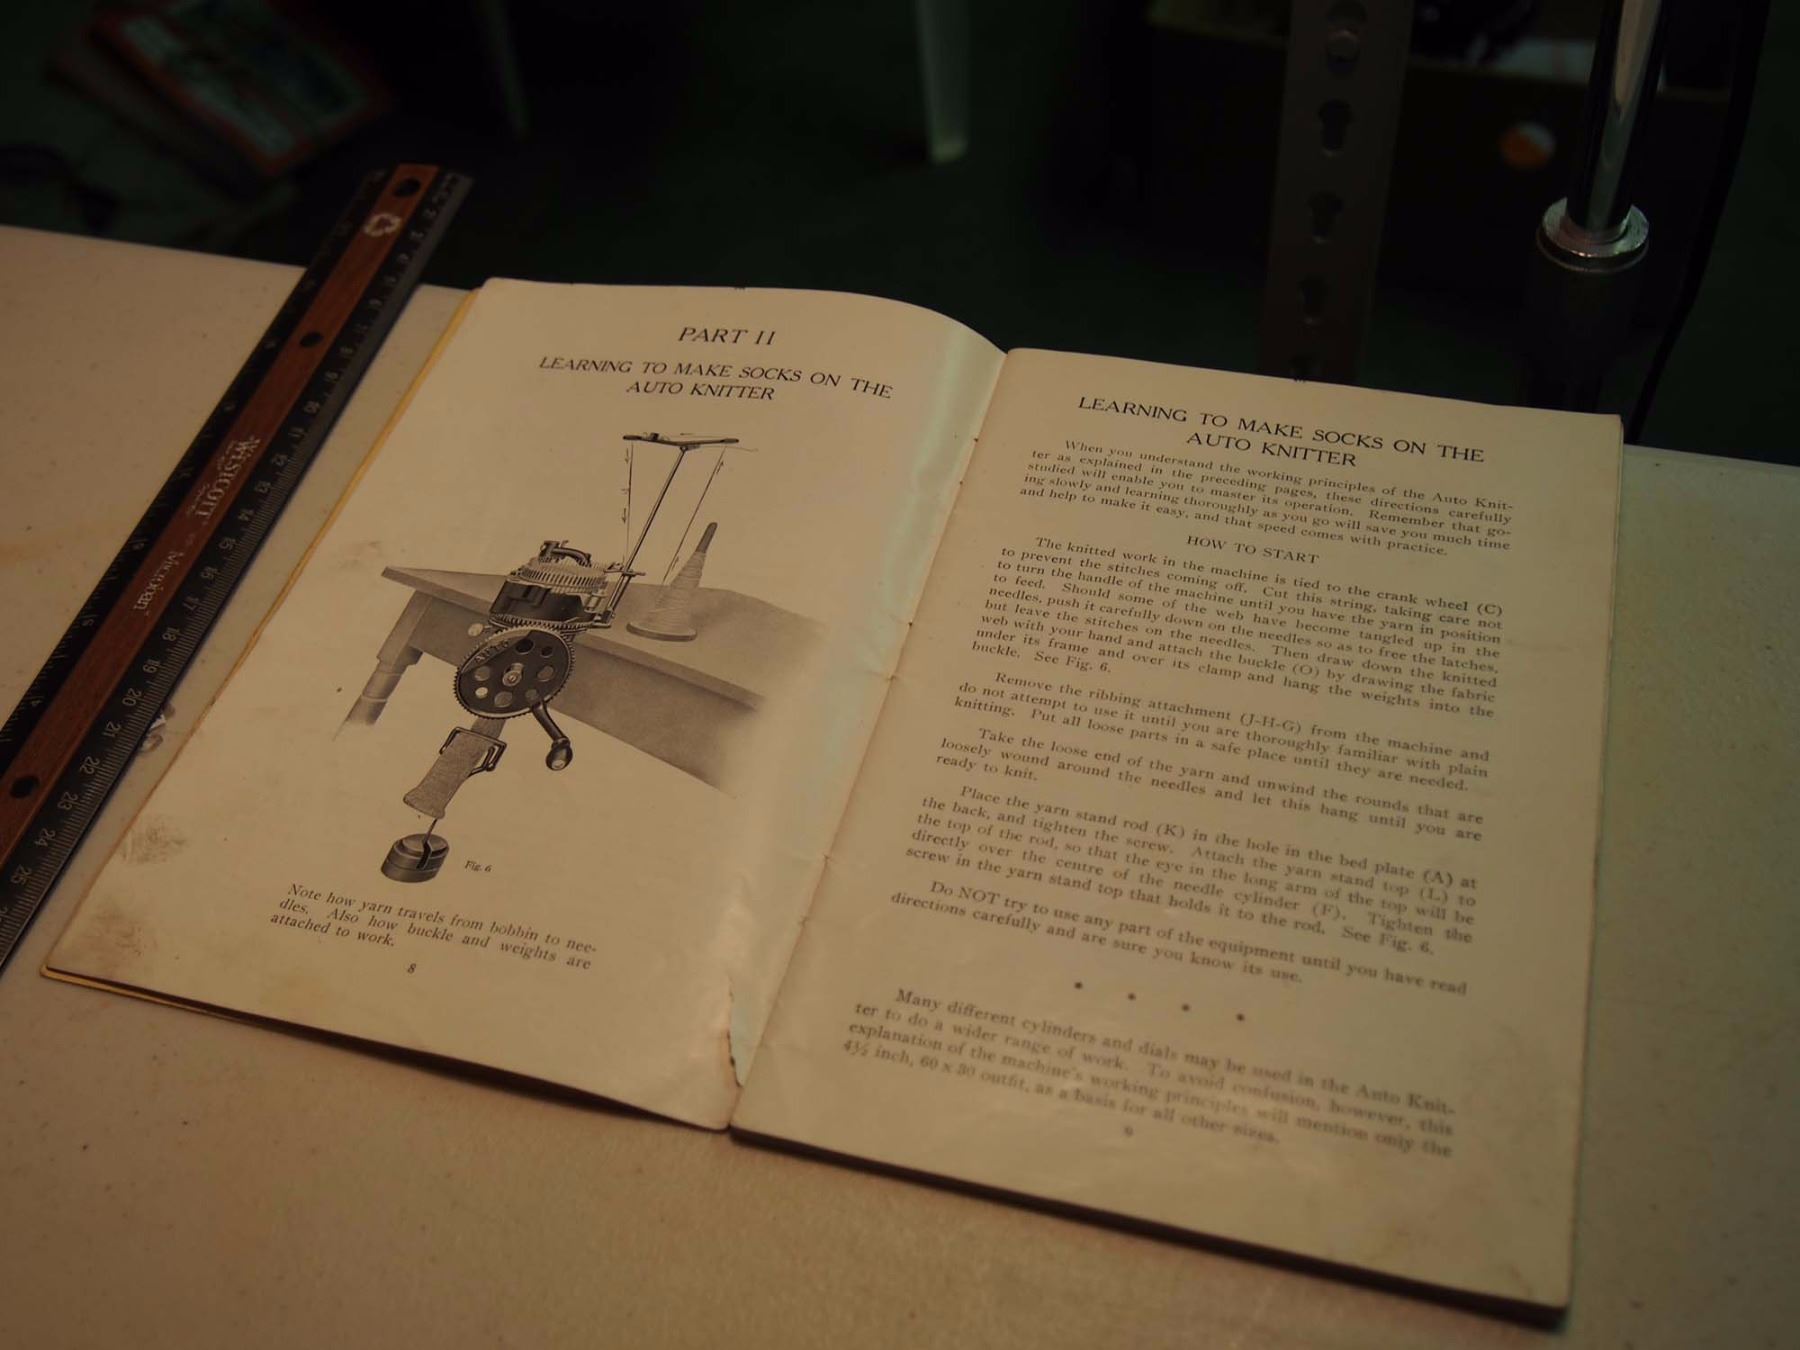 PART II
LEARNING TO MAKE SOCKS ON THE
AUTO KNITTER
Fig. 6
Note how yarn travels from bobbin to nee-
dles. Also how buckle and weights are
attached to work.
8
LEARNING TO MAKE SOCKS ON THE
AUTO KNITTER
When you understand the working principles of the Auto Knit-
ter as explained in the preceding pages, these directions carefully
studied will enable you to master its operation. Remember that go-
ing slowly and learning thoroughly as you go will save you much time
and help to make it easy, and that speed comes with practice.
HOW TO START
The knitted work in the machine is tied to the crank wheel (C)
to prevent the stitches coming off. Cut this string, taking care not
to turn the handle of the machine until you have the yarn in position
to feed. Should some of the web have become tangled up in the
needles, push it carefully down on the needles so as to free the latches,
but leave the stitches on the needles. Then draw down the knitted
web with your hand and attach the buckle (O) by drawing the fabric
under its frame and over its clamp and hang the weights into the
buckle. See Fig. 6.
Remove the ribbing attachment (J-H-G) from the machine and
do not attempt to use it until you are thoroughly familiar with plain
knitting. Put all loose parts in a safe place until they are needed.
Take the loose end of the yarn and unwind the rounds that are
loosely wound around the needles and let this hang until you are
ready to knit.
Place the yarn stand rod (K) in the hole in the bed plate (A) at
the back, and tighten the screw. Attach the yarn stand top (L) to
the top of the rod, so that the eye in the long arm of the top will be
directly over the centre of the needle cylinder (F). Tighten the
screw in the yarn stand top that holds it to the rod. See Fig. 6.
Do NOT try to use any part of the equipment until you have read
directions carefully and are sure you know its use.
* * * *
Many different cylinders and dials may be used in the Auto Knit-
ter to do a wider range of work. To avoid confusion, however, this
explanation of the machine's working principles will mention only the
4½ inch, 60 x 30 outfit, as a basis for all other sizes.
9
WESTCOTT
10
11
12
13
14
15
16
17
18
19
20
21
22
23
24
25